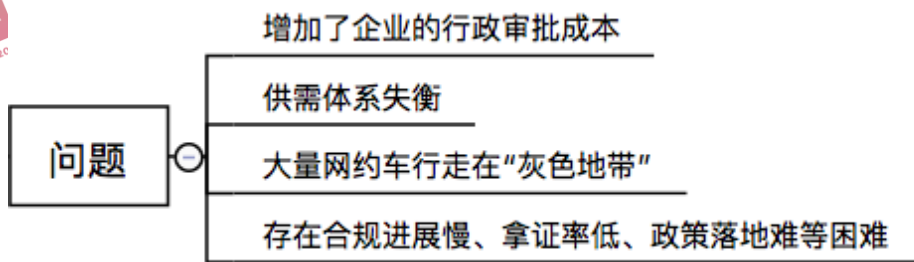 增加了企业的行政审批成本
供需体系失衡
问题
大量网约车行走在“灰色地带”
存在合规进展慢、拿证率低、政策落地难等困难